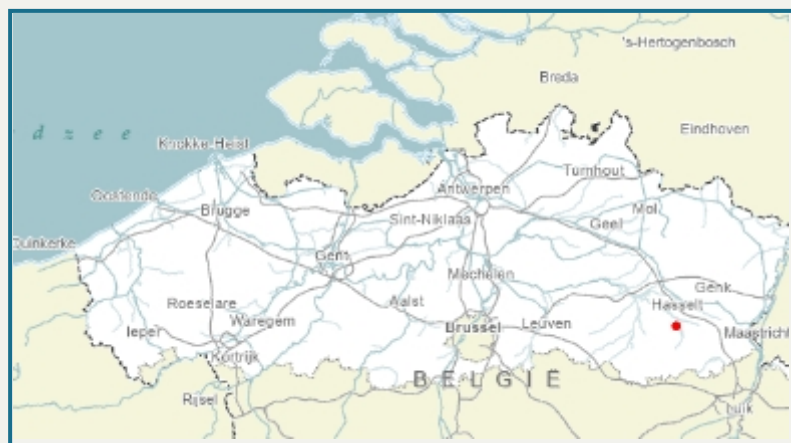 's-Hertogenbosch
Breda
d z e e
Eindhoven
Knokke-Heist
Turnhout
Antwerpen
Oostende
Mol
Brugge
Sint-Niklaas
Geel
Duinkerke
Gent
Mechelen
Genk
Roeselare
Aalst
Hasselt
Ieper
Waregem
Brussel
Leuven
Maastricht
Kortrijk
BELGIË
Rijsel
Luik